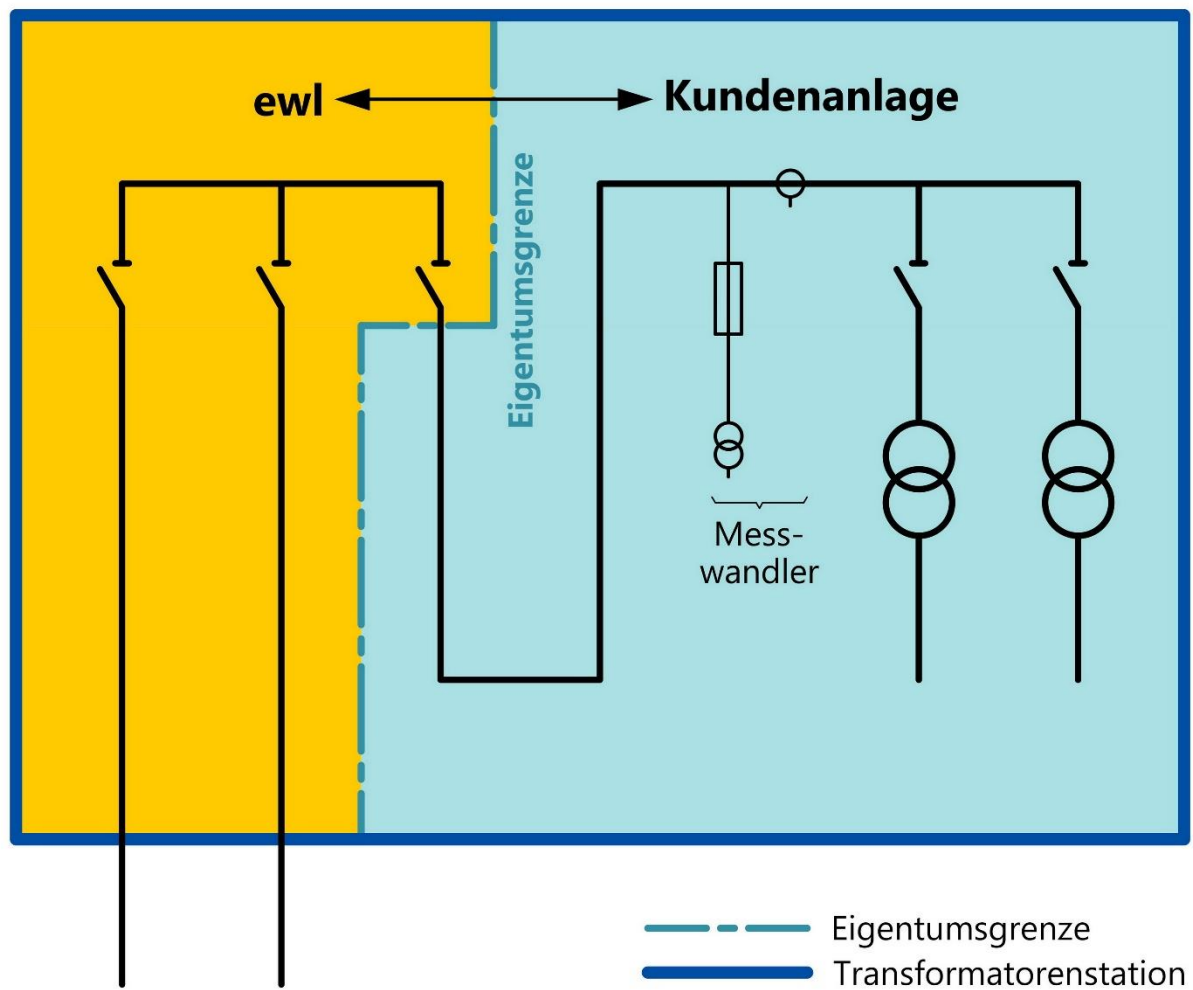 ewl
Kundenanlage
Eigentumsgrenze
Mess-
wandler
Eigentumsgrenze
Transformatorenstation